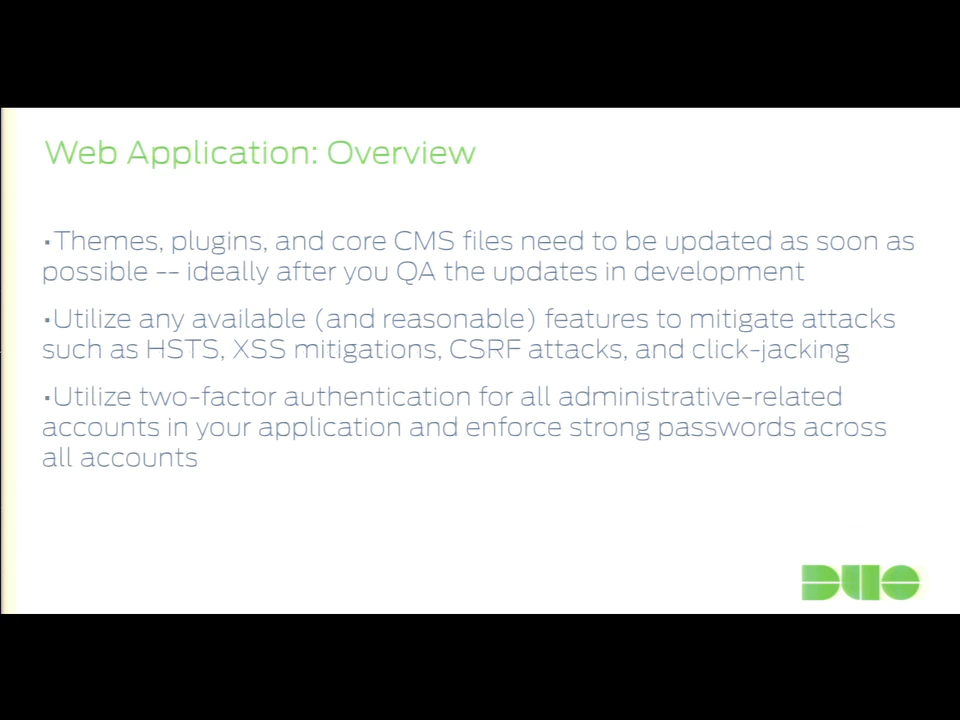 Web Application: Overview
·Themes, plugins, and core CMS files need to be updated as soon as
possible -- ideally after you QA the updates in development
·Utilize any available (and reasonable) features to mitigate attacks
such as HSTS, XSS mitigations, CSRF attacks, and click-jacking
·Utilize two-factor authentication for all administrative-related
accounts in your application and enforce strong passwords across
all accounts
DUO